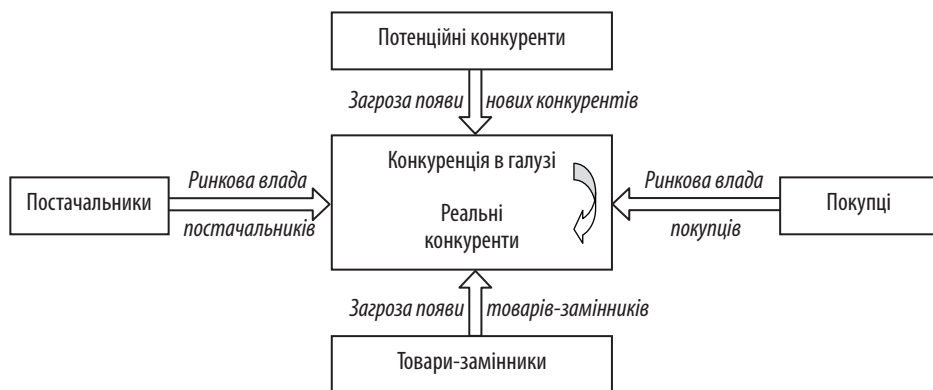 Потенційні конкуренти
Загроза появи нових конкурентів
Конкуренція в галузі
Реальні
конкуренти
Постачальники
Ринкова влада
постачальників
Ринкова влада
покупців
Покупці
Загроза появи товарів-замінників
Товари-замінники